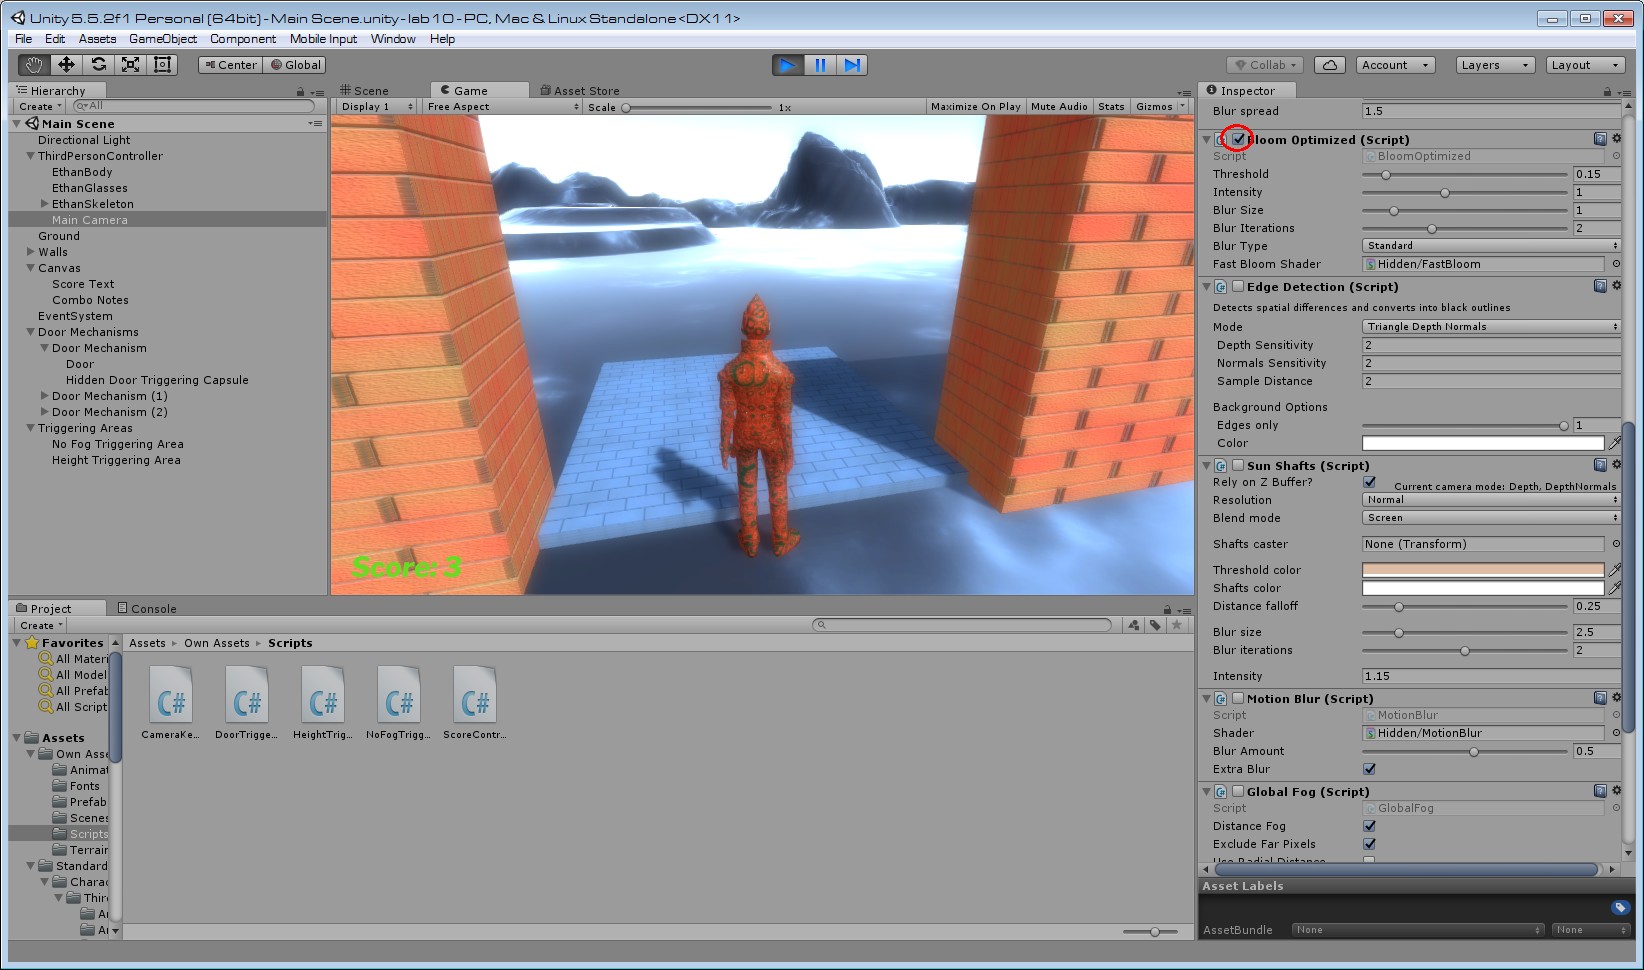 Unity 5.5.2f1 Personal (64bit) - Main Scene.unity - lab10 - PC, Mac & Linux Standalone <DX11>
File Edit Assets GameObject Component Mobile Input Window Help
Center Global Collab Account Layers Layout
Hierarchy
Create All
Main Scene
Directional Light
ThirdPersonController
EthanBody
EthanGlasses
EthanSkeleton
Main Camera
Ground
Walls
Canvas
Score Text
Combo Notes
EventSystem
Door Mechanisms
Door Mechanism
Door
Hidden Door Triggering Capsule
Door Mechanism (1)
Door Mechanism (2)
Triggering Areas
No Fog Triggering Area
Height Triggering Area
Scene Game Asset Store
Display 1 Free Aspect Scale 1x Maximize On Play Mute Audio Stats Gizmos
Score: 3
Project Console
Create
Favorites
All Materi
All Model
All Prefab
All Script
Assets
Own Asse
Animat
Fonts
Prefab
Scenes
Scripts
Terrain
Standard
Charac
Thir
Ar
Ar
Assets Own Assets Scripts
C# C# C# C# C#
CameraKe... DoorTrigge... HeightTrig... NoFogTrigg... ScoreContr...
Inspector
Blur spread 1.5
Bloom Optimized (Script)
Script BloomOptimized
Threshold 0.15
Intensity 1
Blur Size 1
Blur Iterations 2
Blur Type Standard
Fast Bloom Shader Hidden/FastBloom
Edge Detection (Script)
Detects spatial differences and converts into black outlines
Mode Triangle Depth Normals
Depth Sensitivity 2
Normals Sensitivity 2
Sample Distance 2
Background Options
Edges only 1
Color
Sun Shafts (Script)
Rely on Z Buffer? Current camera mode: Depth, DepthNormals
Resolution Normal
Blend mode Screen
Shafts caster None (Transform)
Threshold color
Shafts color
Distance falloff 0.25
Blur size 2.5
Blur iterations 2
Intensity 1.15
Motion Blur (Script)
Script MotionBlur
Shader Hidden/MotionBlur
Blur Amount 0.5
Extra Blur
Global Fog (Script)
Script GlobalFog
Distance Fog
Exclude Far Pixels
Use Radial Distance
Asset Labels
AssetBundle None None